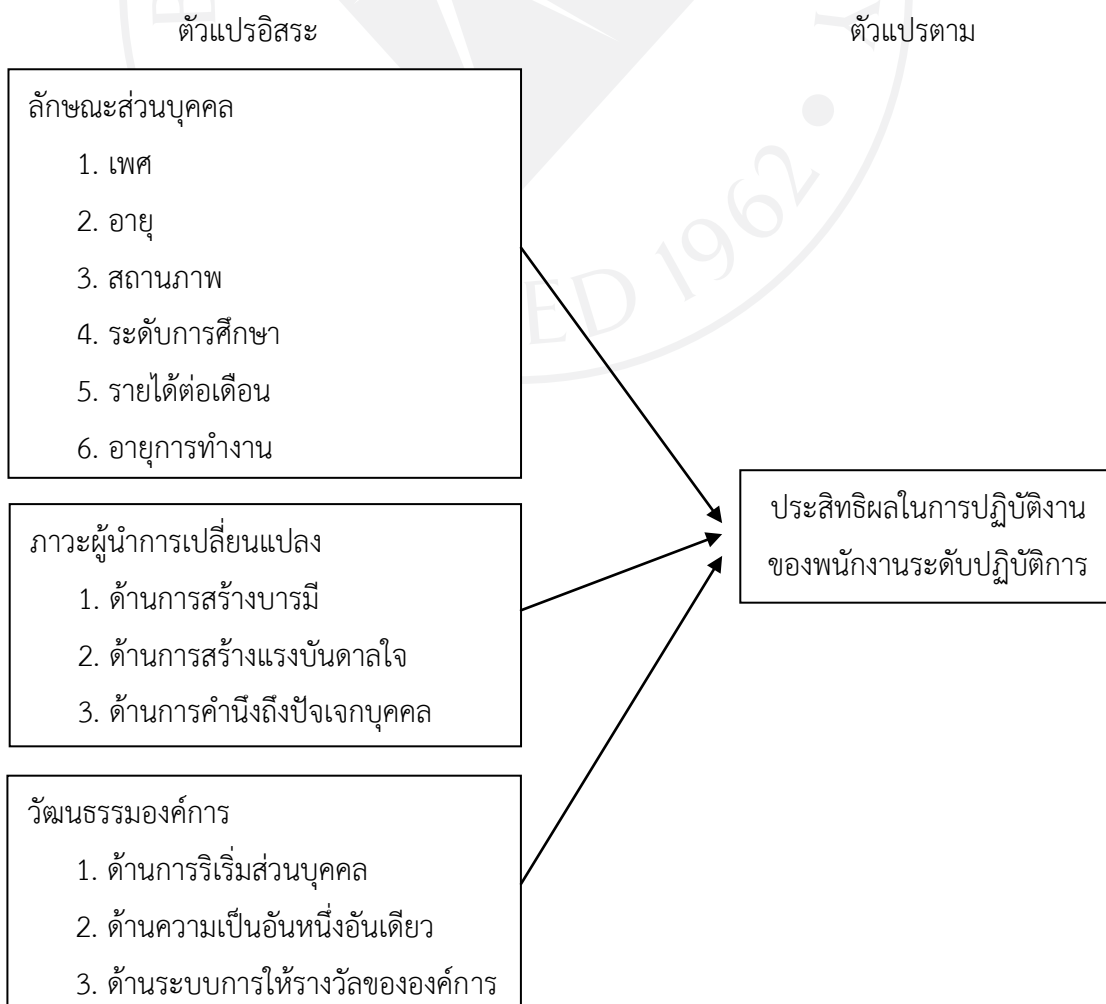 ตัวแปรอิสระ
ตัวแปรตาม
ลักษณะส่วนบุคคล
1. เพศ
2. อายุ
3. สถานภาพ
4. ระดับการศึกษา
5. รายได้ต่อเดือน
6. อายุการทำงาน
ภาวะผู้นำการเปลี่ยนแปลง
1. ด้านการสร้างบารมี
2. ด้านการสร้างแรงบันดาลใจ
3. ด้านการคำนึงถึงปัจเจกบุคคล
วัฒนธรรมองค์การ
1. ด้านการริเริ่มส่วนบุคคล
2. ด้านความเป็นอันหนึ่งอันเดียว
3. ด้านระบบการให้รางวัลขององค์การ
ประสิทธิผลในการปฏิบัติงาน
ของพนักงานระดับปฏิบัติการ
1962